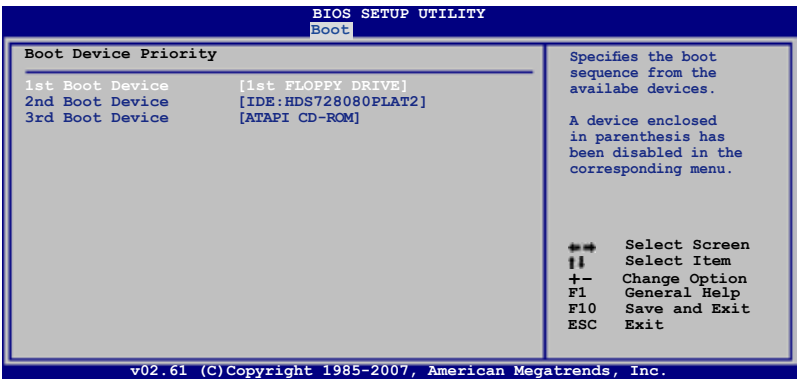 BIOS SETUP UTILITY
Boot
Boot Device Priority
1st Boot Device [1st FLOPPY DRIVE]
2nd Boot Device [IDE:HDS728080PLAT2]
3rd Boot Device [ATAPI CD-ROM]
Specifies the boot
sequence from the
availabe devices.
A device enclosed
in parenthesis has
been disabled in the
corresponding menu.
←→ Select Screen
↑↓ Select Item
+- Change Option
F1 General Help
F10 Save and Exit
ESC Exit
v02.61 (C)Copyright 1985-2007, American Megatrends, Inc.